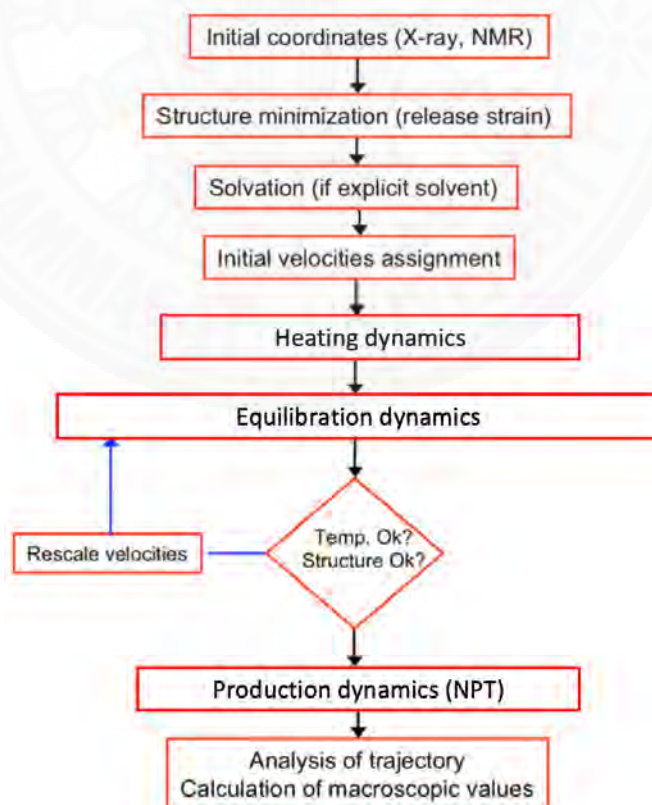 Initial coordinates (X-ray, NMR)
Structure minimization (release strain)
Solvation (if explicit solvent)
Initial velocities assignment
Heating dynamics
Equilibration dynamics
Temp. Ok?
Structure Ok?
Rescale velocities
Production dynamics (NPT)
Analysis of trajectory
Calculation of macroscopic values